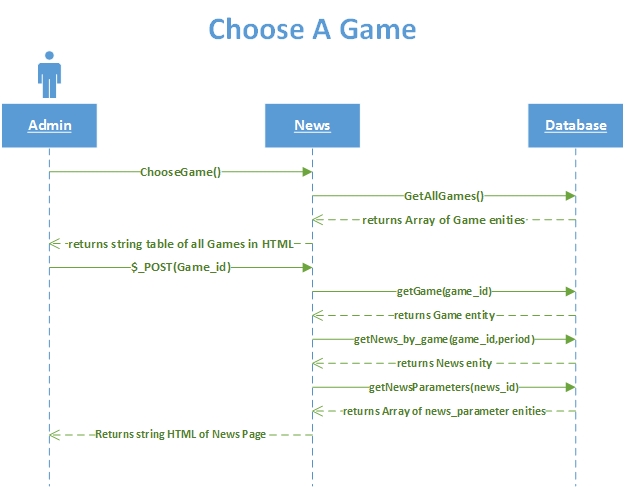 Choose A Game
Admin
News
Database
ChooseGame()
GetAllGames()
returns Array of Game enities
returns string table of all Games in HTML
$_POST(Game_id)
getGame(game_id)
returns Game entity
getNews_by_game(game_id,period)
returns News enity
getNewsParameters(news_id)
returns Array of news_parameter enities
Returns string HTML of News Page